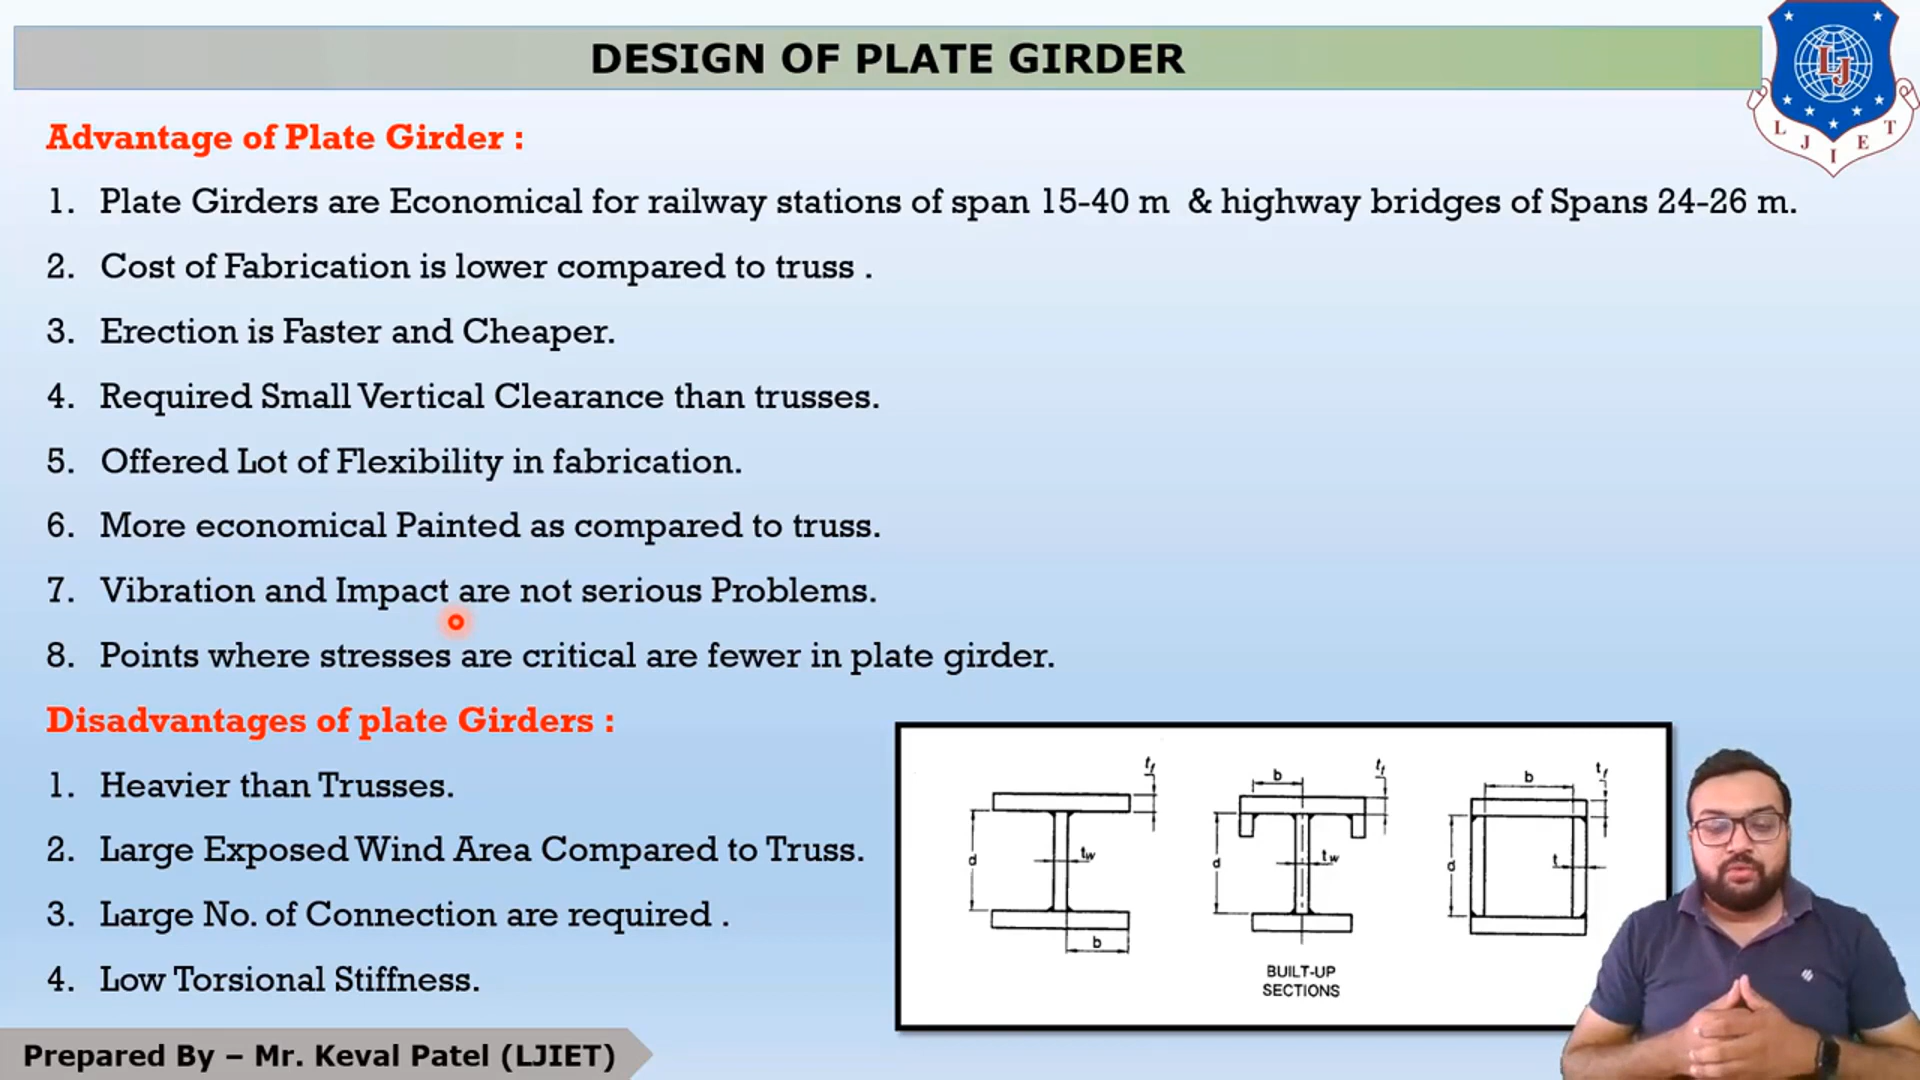 DESIGN OF PLATE GIRDER
LJ
L J I E T
Advantage of Plate Girder :
1. Plate Girders are Economical for railway stations of span 15-40 m & highway bridges of Spans 24-26 m.
2. Cost of Fabrication is lower compared to truss .
3. Erection is Faster and Cheaper.
4. Required Small Vertical Clearance than trusses.
5. Offered Lot of Flexibility in fabrication.
6. More economical Painted as compared to truss.
7. Vibration and Impact are not serious Problems.
8. Points where stresses are critical are fewer in plate girder.
Disadvantages of plate Girders :
1. Heavier than Trusses.
2. Large Exposed Wind Area Compared to Truss.
3. Large No. of Connection are required .
4. Low Torsional Stiffness.
tf
d
tw
b
b
tf
d
tw
b
tf
d
t
BUILT-UP
SECTIONS
Prepared By – Mr. Keval Patel (LJIET)